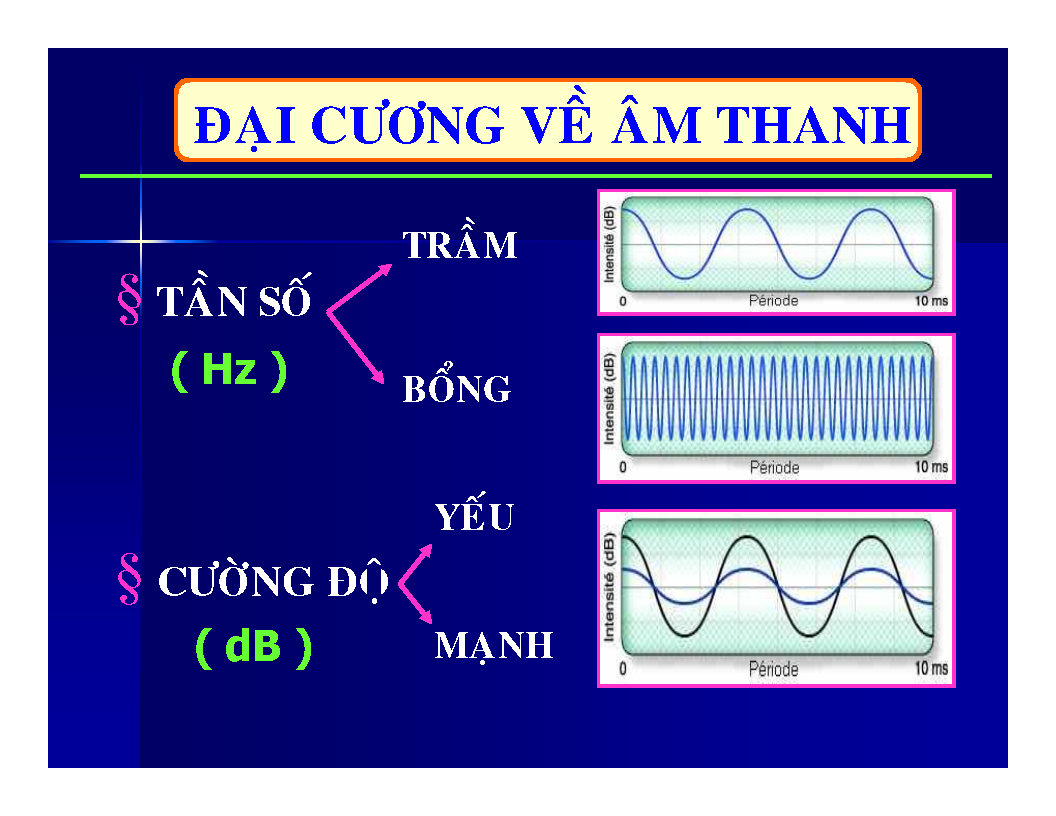 ĐẠI CƯƠNG VỀ ÂM THANH
TRẦM
§ TẦN SỐ
( Hz )
BỔNG
Intensité (dB)
0 Période 10 ms
Intensité (dB)
0 Période 10 ms
YẾU
§ CƯỜNG ĐỘ
( dB )
MẠNH
Intensité (dB)
0 Période 10 ms